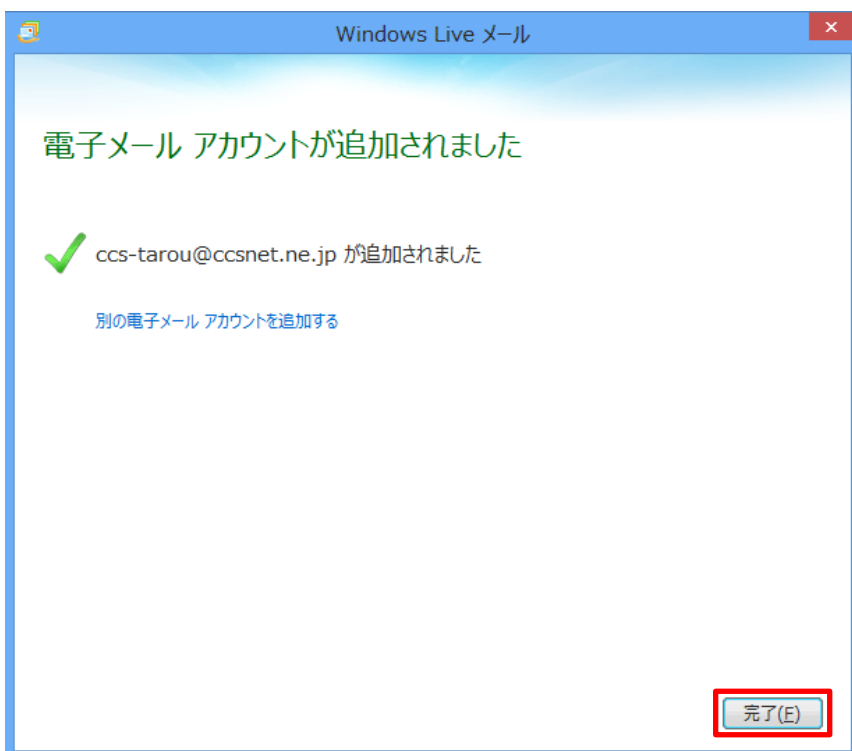 Windows Live メール
電子メール アカウントが追加されました
ccs-tarou@ccsnet.ne.jp が追加されました
別の電子メール アカウントを追加する
完了(F)